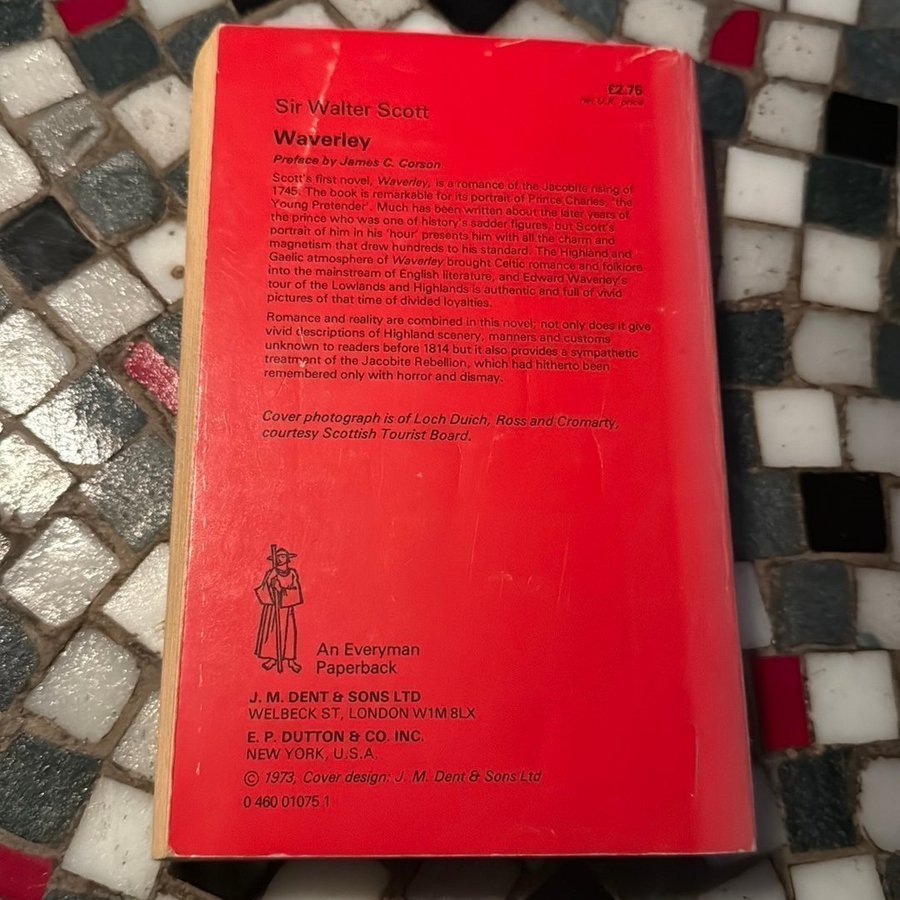 £2.75
net U.K. price
Sir Walter Scott
Waverley
Preface by James C. Corson
Scott's first novel, Waverley, is a romance of the Jacobite rising of
1745. The book is remarkable for its portrait of Prince Charles, 'the
Young Pretender'. Much has been written about the later years of
the prince who was one of history's sadder figures, but Scott's
portrait of him in his 'hour' presents him with all the charm and
magnetism that drew hundreds to his standard. The Highland and
Gaelic atmosphere of Waverley brought Celtic romance and folklore
into the mainstream of English literature, and Edward Waverley's
tour of the Lowlands and Highlands is authentic and full of vivid
pictures of that time of divided loyalties.
Romance and reality are combined in this novel; not only does it give
vivid descriptions of Highland scenery, manners and customs
unknown to readers before 1814 but it also provides a sympathetic
treatment of the Jacobite Rebellion, which had hitherto been
remembered only with horror and dismay.
Cover photograph is of Loch Duich, Ross and Cromarty,
courtesy Scottish Tourist Board.
An Everyman
Paperback
J. M. DENT & SONS LTD
WELBECK ST, LONDON W1M 8LX
E. P. DUTTON & CO. INC.
NEW YORK, U.S.A.
© 1973, Cover design: J. M. Dent & Sons Ltd
0 460 01075 1